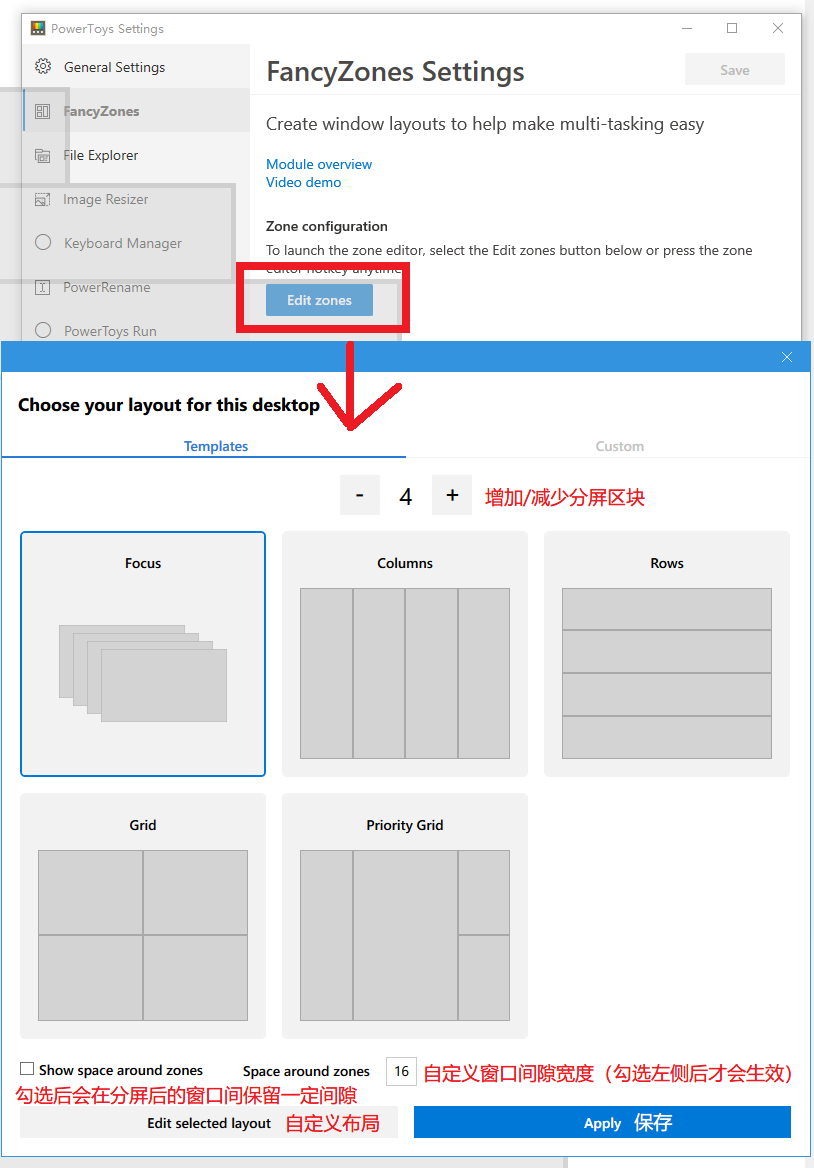 PowerToys Settings
General Settings
FancyZones
File Explorer
Image Resizer
Keyboard Manager
PowerRename
PowerToys Run
FancyZones Settings
Save
Create window layouts to help make multi-tasking easy
Module overview
Video demo
Zone configuration
To launch the zone editor, select the Edit zones button below or press the zone
editor hotkey anytime
Edit zones
Choose your layout for this desktop
Templates
Custom
- 4 + 增加/减少分屏区块
Focus
Columns
Rows
Grid
Priority Grid
Show space around zones
Space around zones 16 自定义窗口间隙宽度（勾选左侧后才会生效）
勾选后会在分屏后的窗口间保留一定间隙
Edit selected layout 自定义布局
Apply 保存